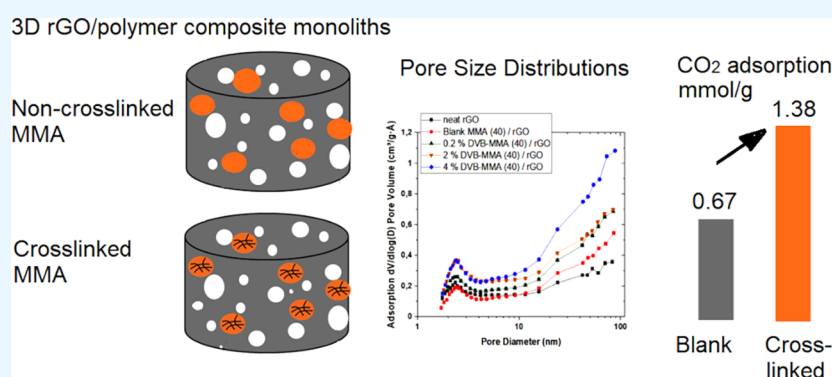 3D rGO/polymer composite monoliths
Non-crosslinked
MMA
Crosslinked
MMA
Pore Size Distributions
neat rGO
Blank MMA (40) / rGO
0.2 % DVB-MMA (40) / rGO
2 % DVB-MMA (40) / rGO
4 % DVB-MMA (40) / rGO
Adsorption dV/dlog(D) Pore Volume (cm³/g·Å)
1,2
1
0,8
0,6
0,4
0,2
0
1
10
100
Pore Diameter (nm)
CO₂ adsorption
mmol/g
1.38
0.67
Blank
Cross-
linked